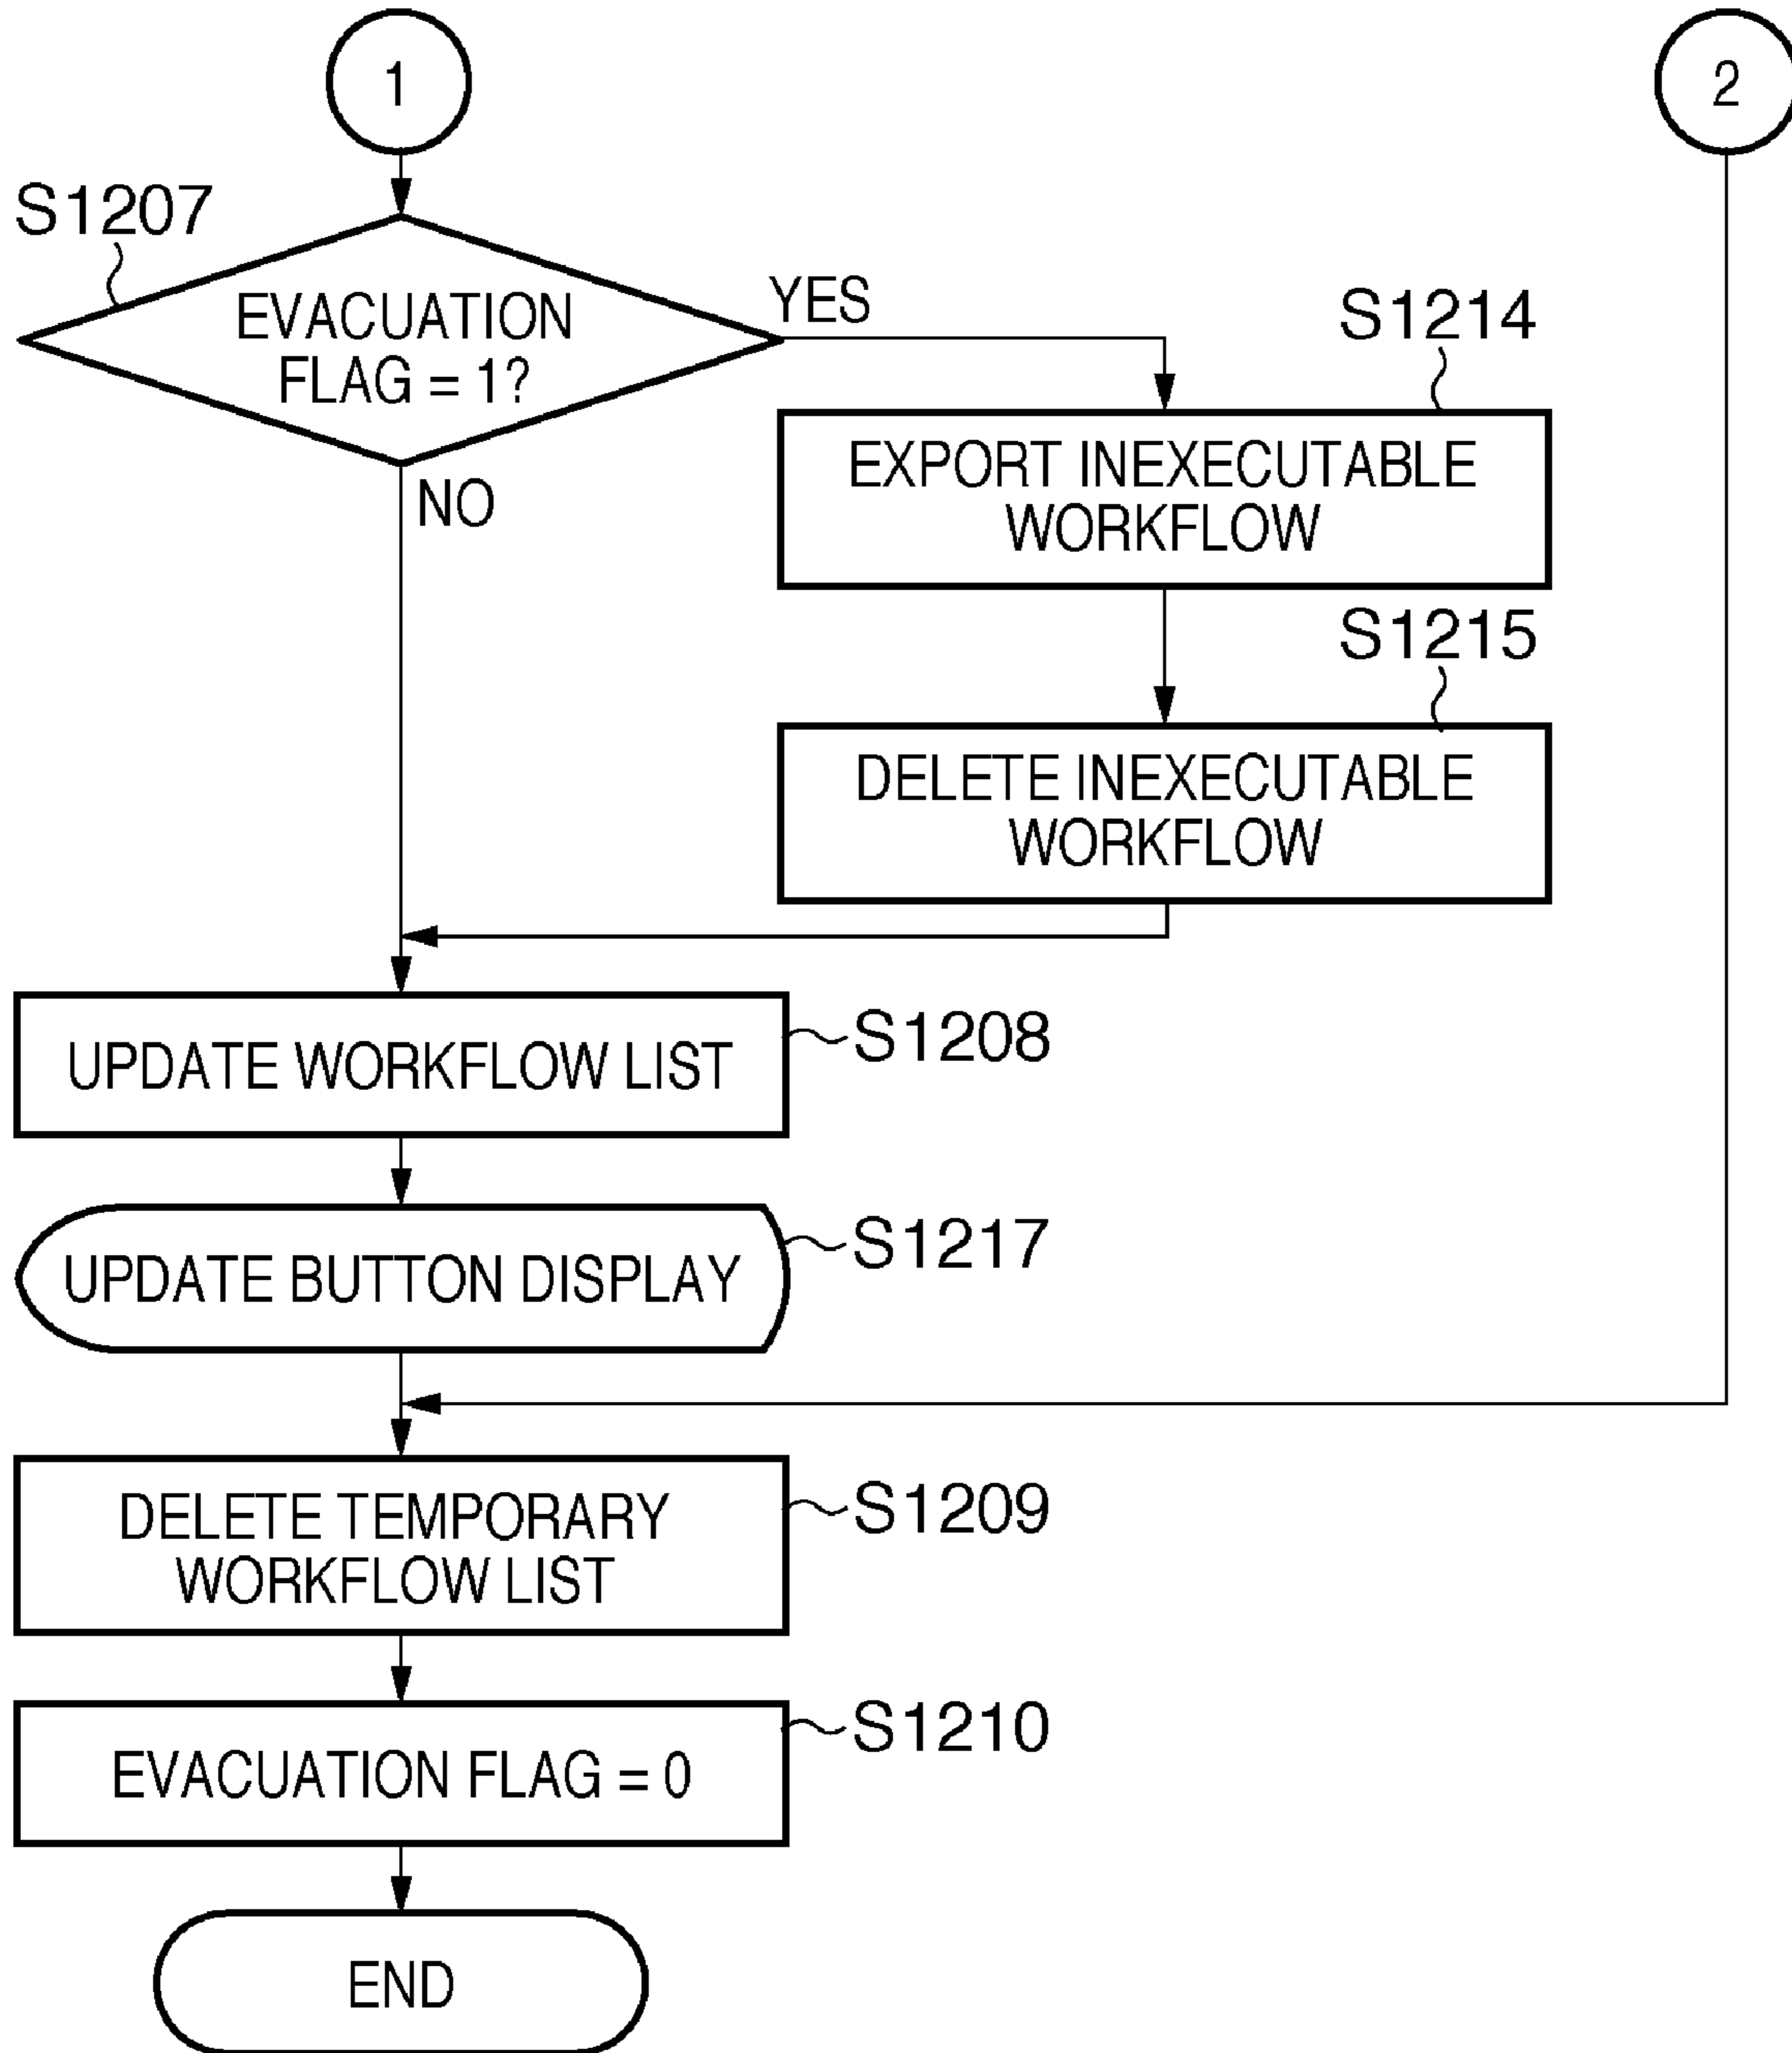 1
2
S1207
EVACUATION
FLAG = 1?
YES
NO
S1214
EXPORT INEXECUTABLE
WORKFLOW
S1215
DELETE INEXECUTABLE
WORKFLOW
UPDATE WORKFLOW LIST
S1208
UPDATE BUTTON DISPLAY
S1217
DELETE TEMPORARY
WORKFLOW LIST
S1209
EVACUATION FLAG = 0
S1210
END